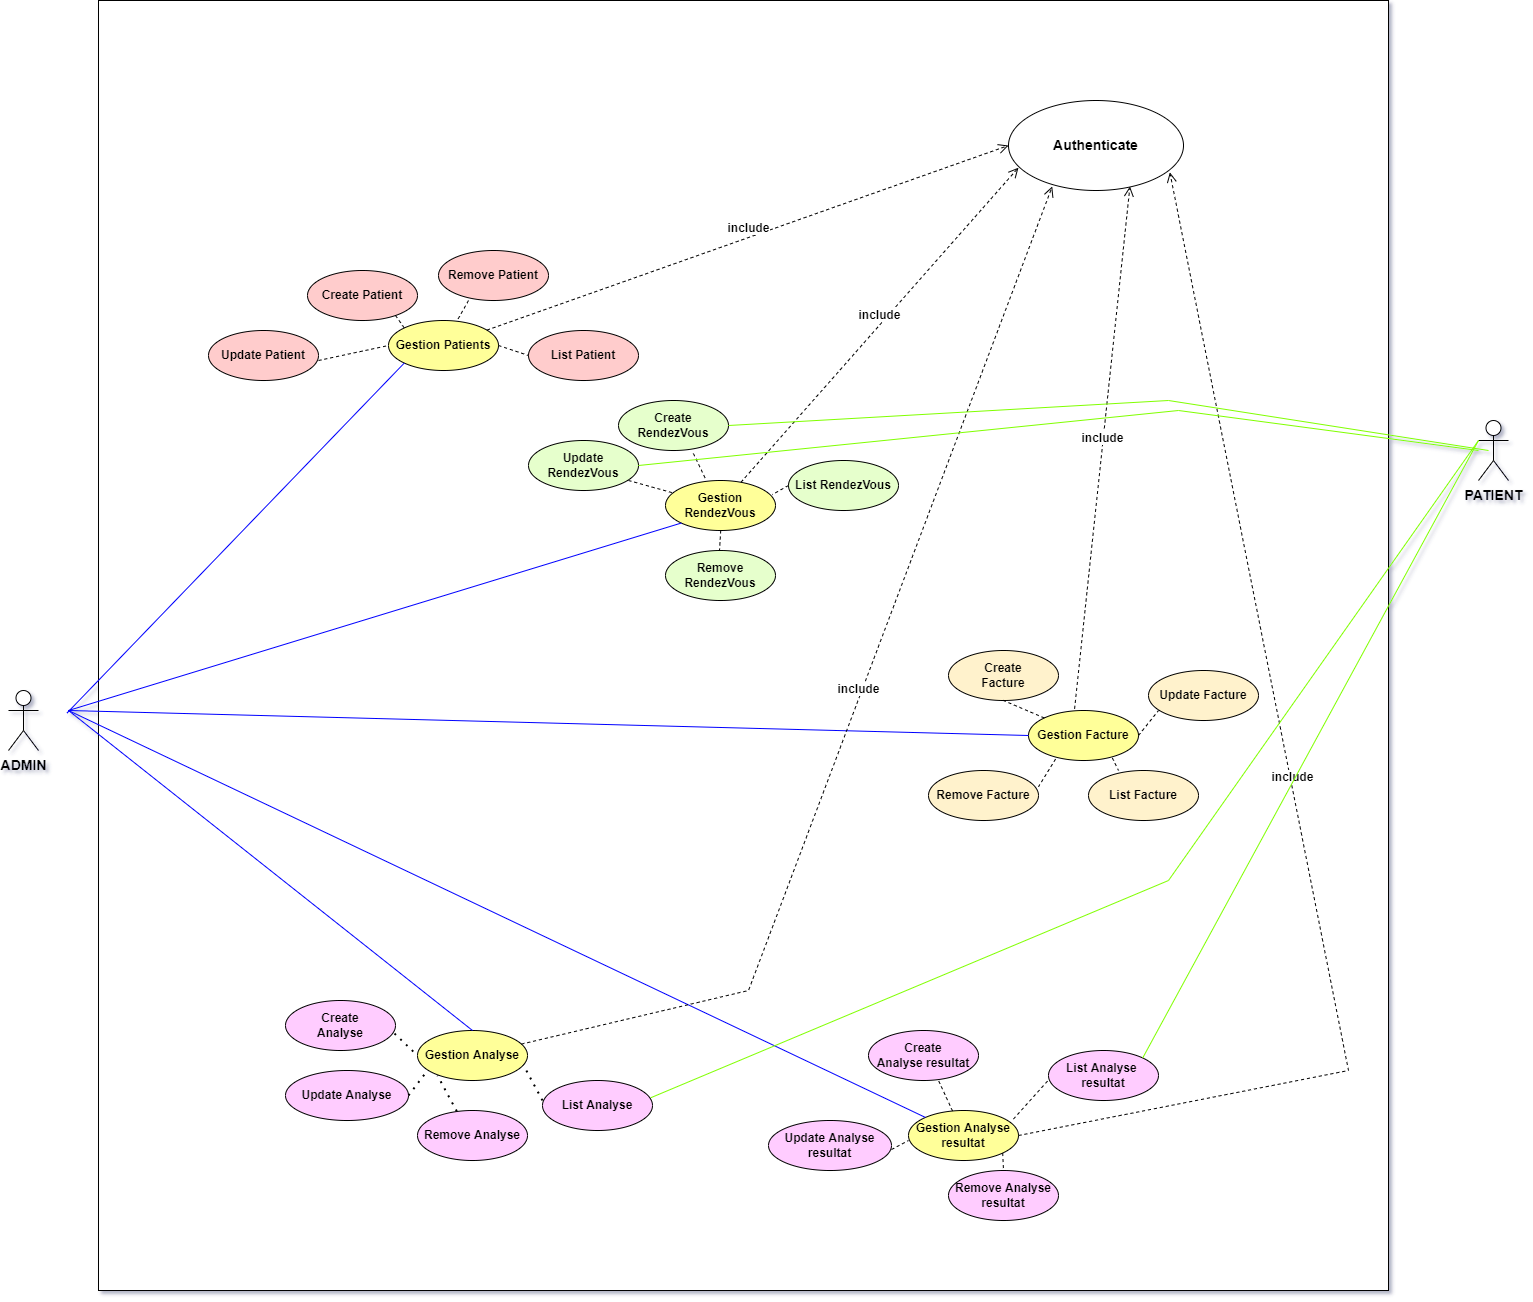 Authenticate
include
Remove Patient
Create Patient
Gestion Patients
Update Patient
List Patient
include
Create
RendezVous
Update
RendezVous
List RendezVous
Gestion
RendezVous
Remove
RendezVous
include
PATIENT
include
Create
Facture
Update Facture
Gestion Facture
Remove Facture
List Facture
include
ADMIN
Create
Analyse
Gestion Analyse
Update Analyse
List Analyse
Remove Analyse
Create
Analyse resultat
List Analyse
resultat
Gestion Analyse
resultat
Update Analyse
resultat
Remove Analyse
resultat